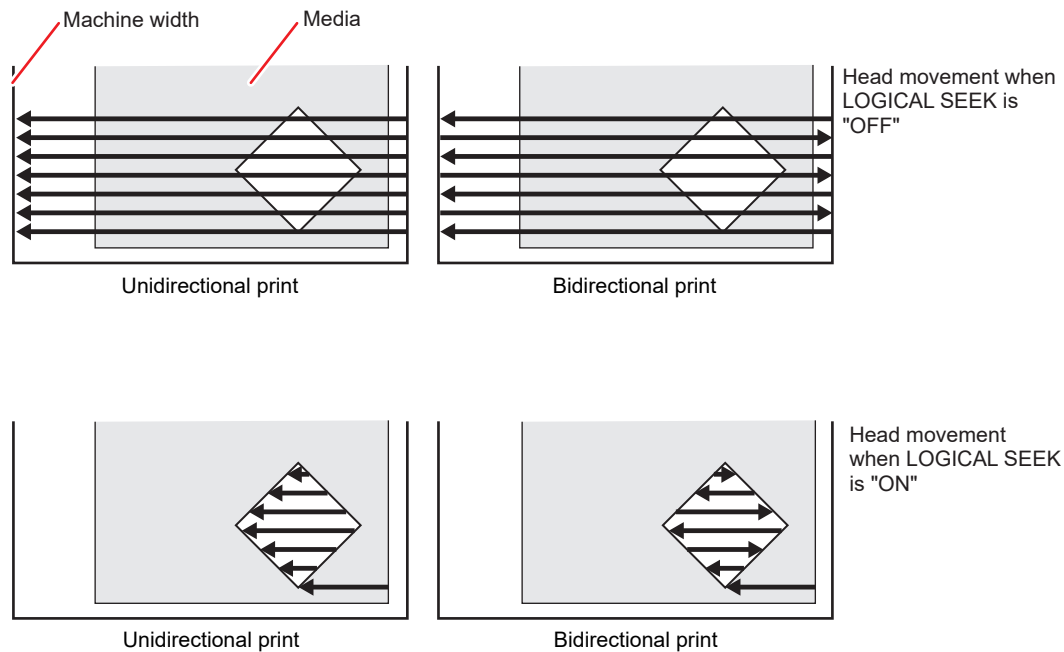 Machine width
Media
Head movement when
LOGICAL SEEK is
"OFF"
Unidirectional print
Bidirectional print
Head movement
when LOGICAL SEEK
is "ON"
Unidirectional print
Bidirectional print